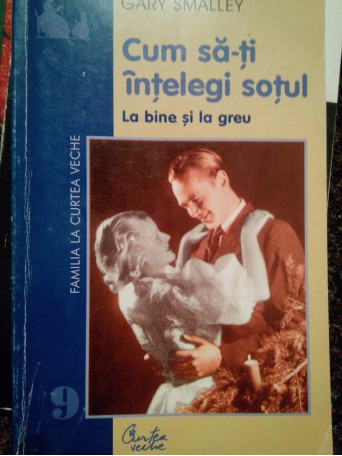 GARY SMALLEY
Cum să-ți
înțelegi soțul
La bine și la greu
FAMILIA LA CURTEA VECHE
9
Curtea
veche